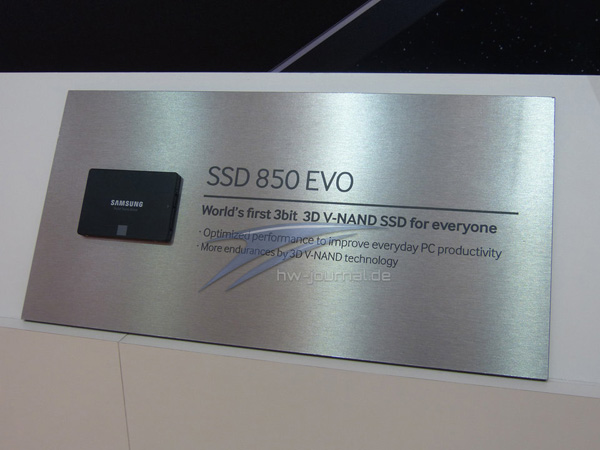 SSD 850 EVO
SAMSUNG
World's first 3bit 3D V-NAND SSD for everyone
· Optimized performance to improve everyday PC productivity
· More endurances by 3D V-NAND technology
hw-journal.de